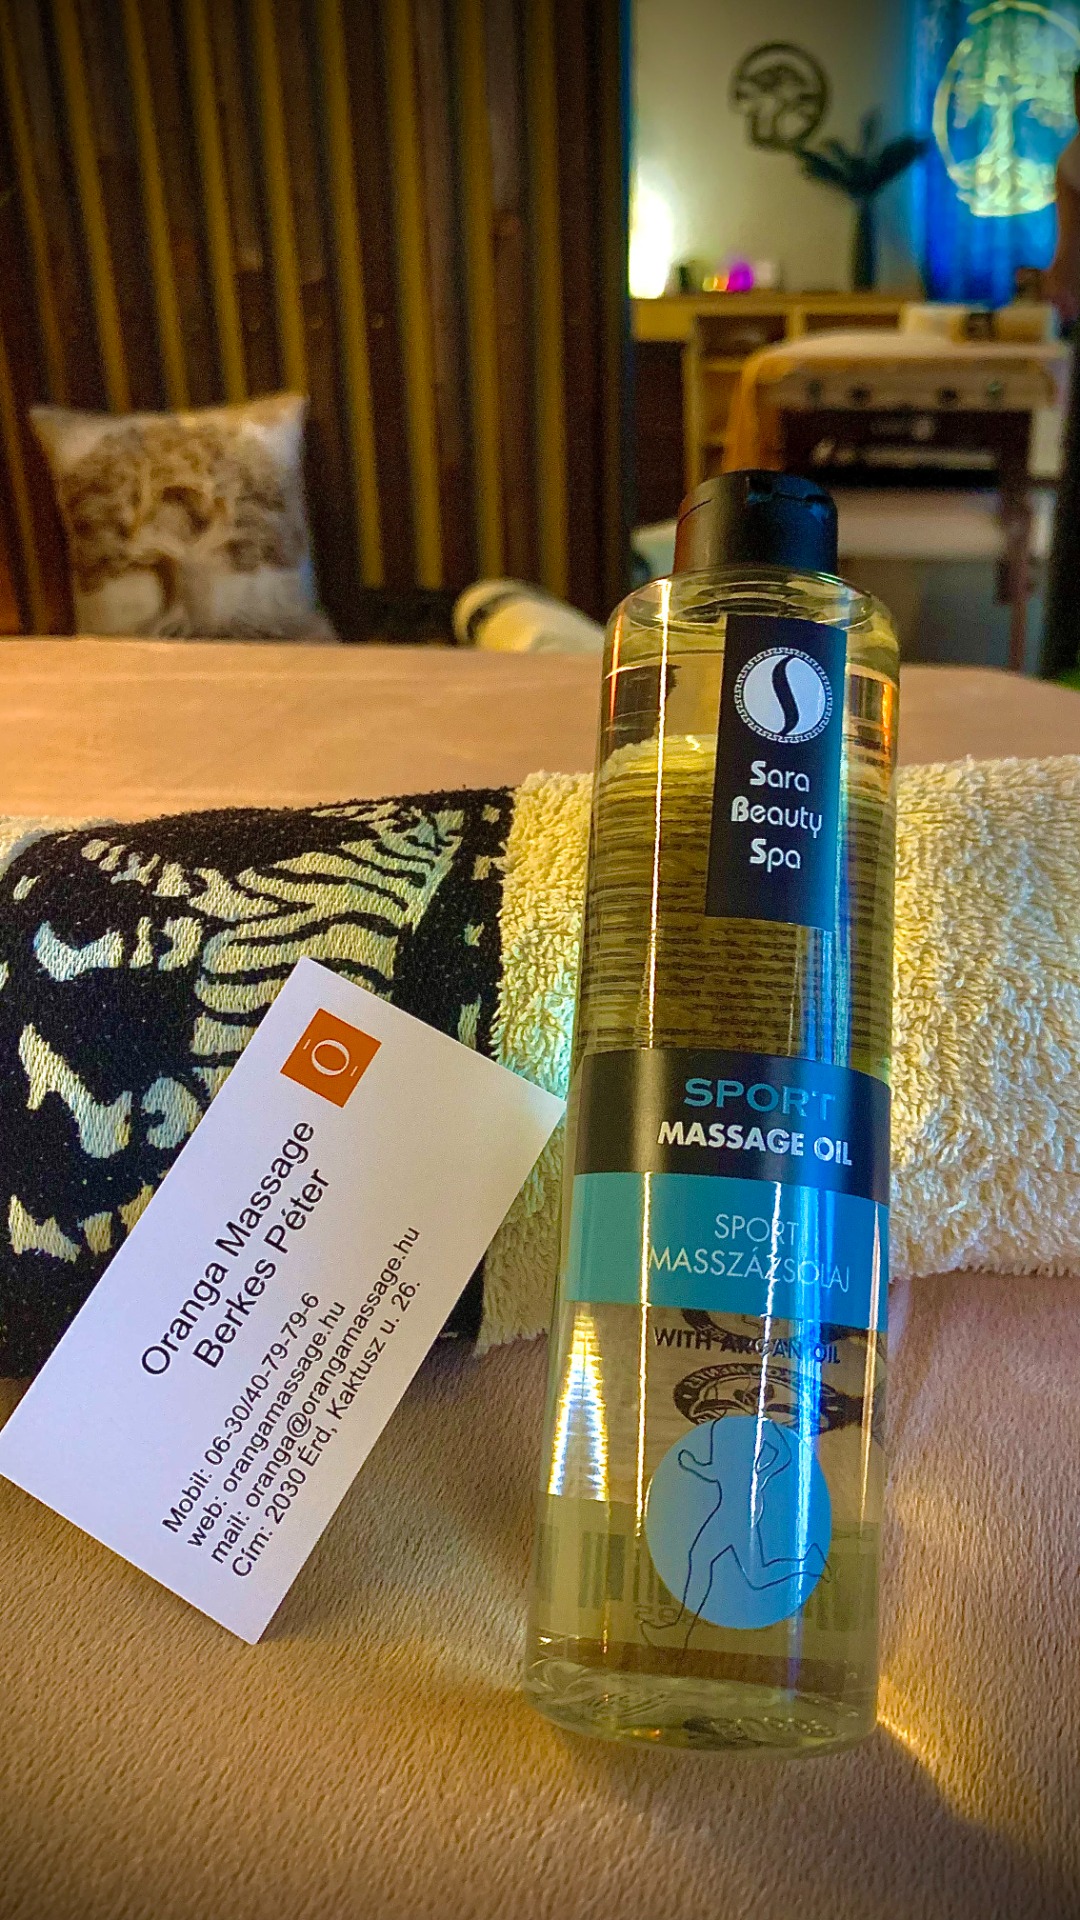 Ō
Oranga Massage
Berkes Péter
Mobil: 06-30/40-79-79-6
web: orangamassage.hu
mail: oranga@orangamassage.hu
Cím: 2030 Érd, Kaktusz u. 26.
Sara
Beauty
Spa
SPORT
MASSAGE OIL
SPORT
MASSZÁZSOLAJ
WITH ARGAN OIL